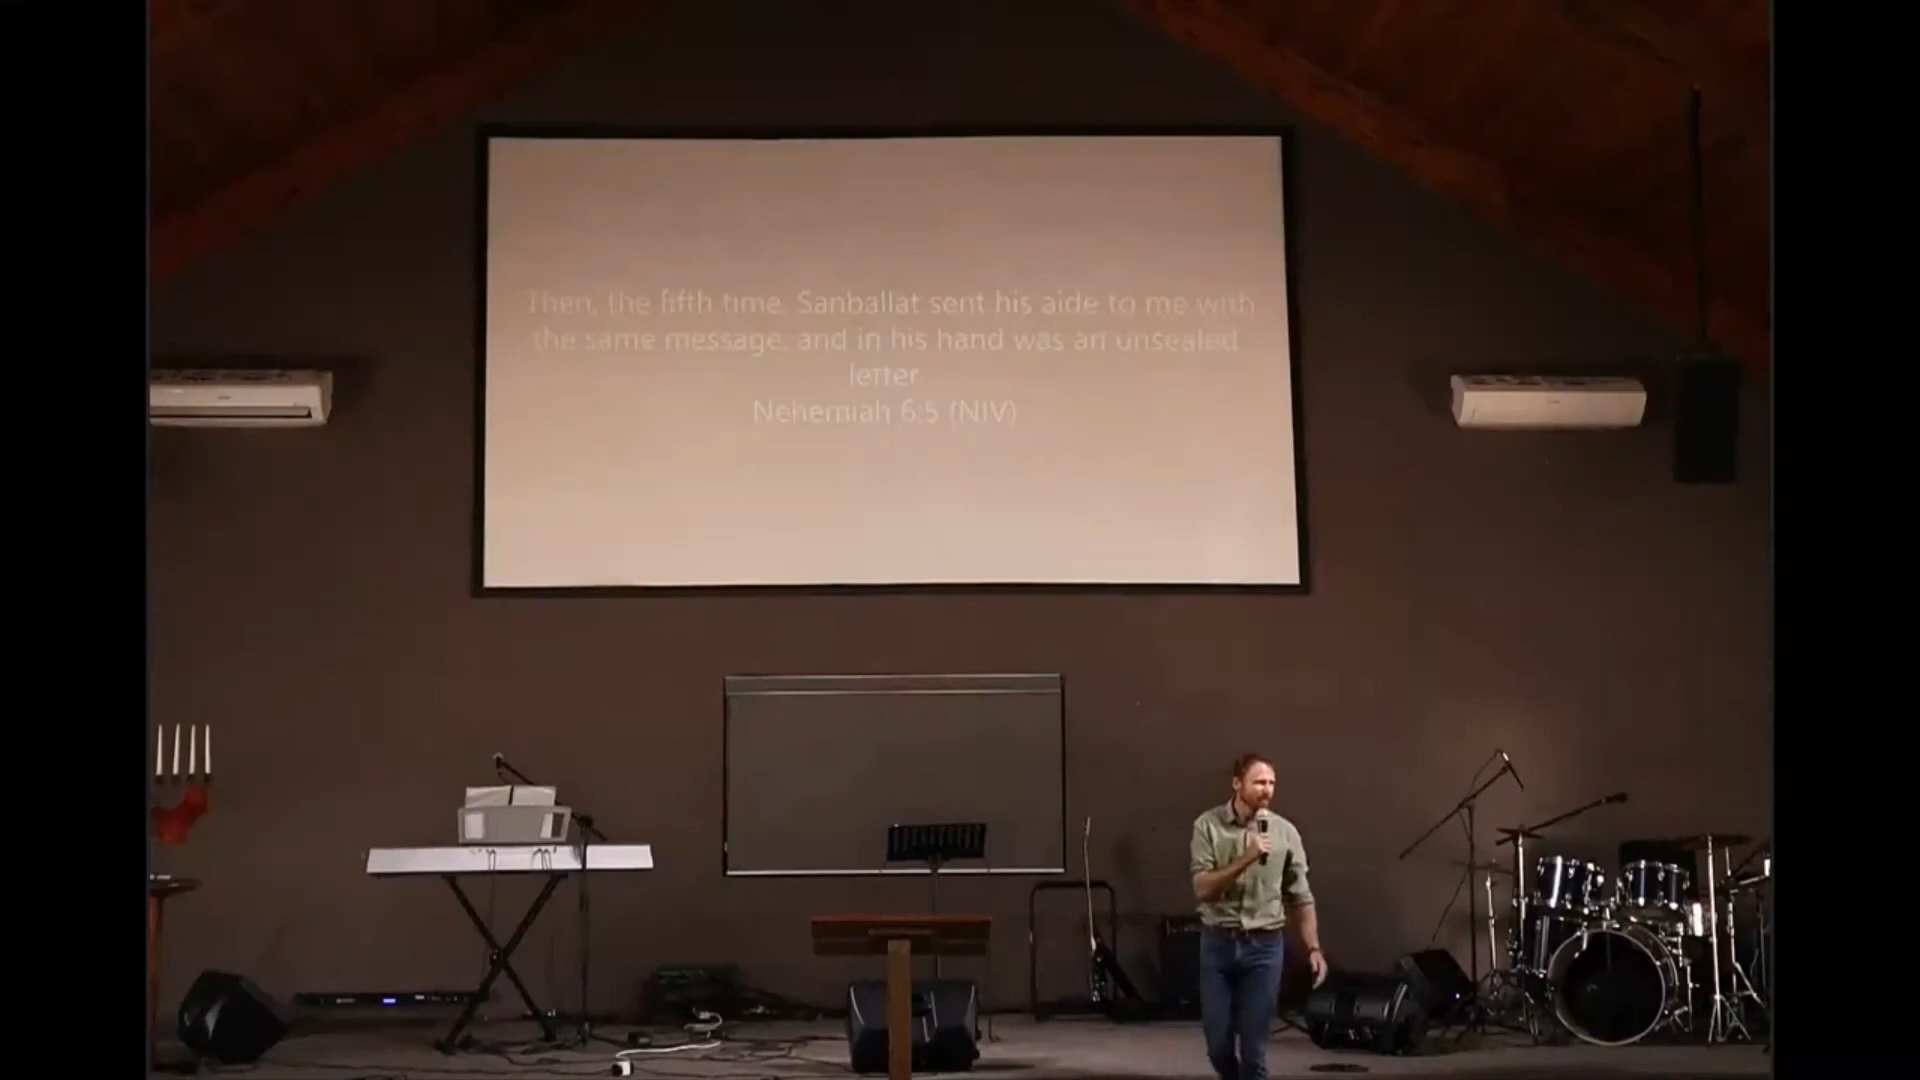 Then, the fifth time, Sanballat sent his aide to me with
the same message, and in his hand was an unsealed
letter
Nehemiah 6:5 (NIV)